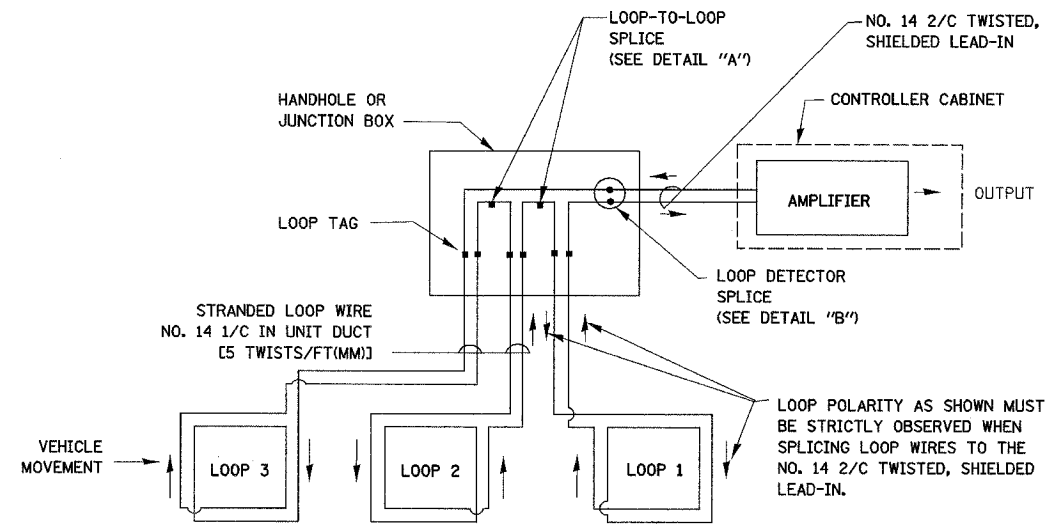 LOOP-TO-LOOP
SPLICE
(SEE DETAIL "A")
NO. 14 2/C TWISTED,
SHIELDED LEAD-IN
HANDHOLE OR
JUNCTION BOX
CONTROLLER CABINET
AMPLIFIER
OUTPUT
LOOP TAG
LOOP DETECTOR
SPLICE
(SEE DETAIL "B")
STRANDED LOOP WIRE
NO. 14 1/C IN UNIT DUCT
[5 TWISTS/FT(MM)]
LOOP POLARITY AS SHOWN MUST
BE STRICTLY OBSERVED WHEN
SPLICING LOOP WIRES TO THE
NO. 14 2/C TWISTED, SHIELDED
LEAD-IN.
VEHICLE
MOVEMENT
LOOP 3
LOOP 2
LOOP 1